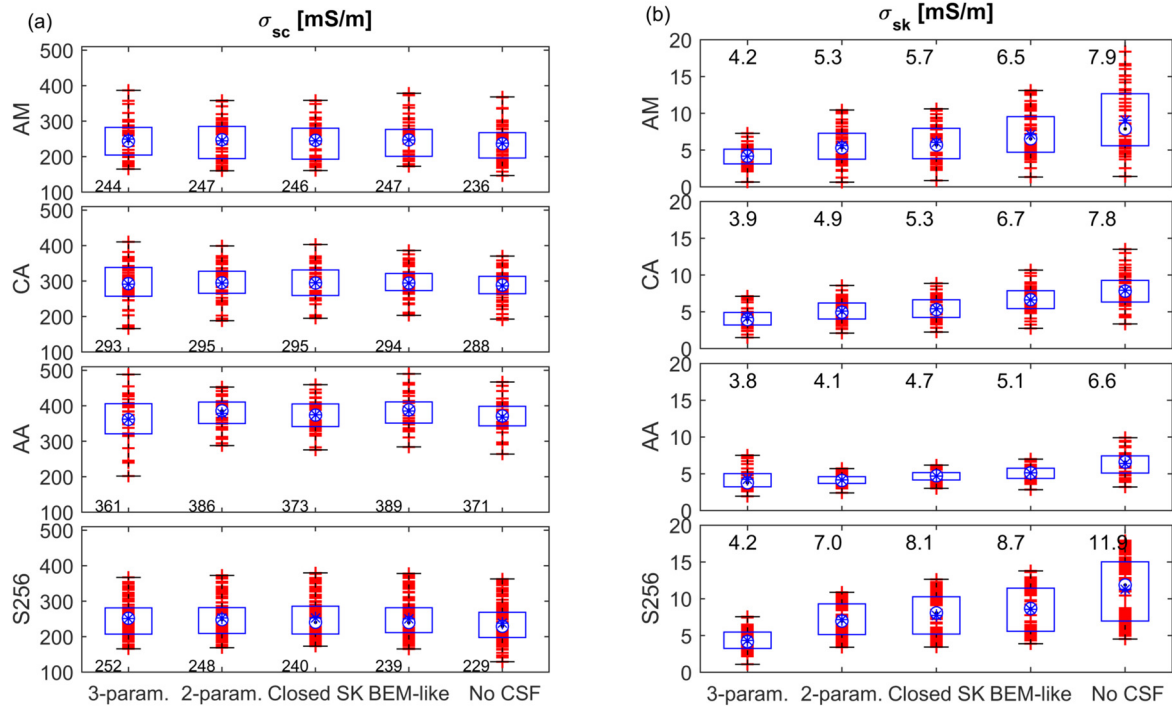 (a)
σsc [mS/m]
500
400
300
200
100
AM
244 247 246 247 236
500
400
300
200
100
CA
293 295 295 294 288
500
400
300
200
100
AA
361 386 373 389 371
500
400
300
200
100
S256
252 248 240 239 229
3-param. 2-param. Closed SK BEM-like No CSF
(b)
σsk [mS/m]
20
15
10
5
0
AM
4.2 5.3 5.7 6.5 7.9
20
15
10
5
0
CA
3.9 4.9 5.3 6.7 7.8
20
15
10
5
0
AA
3.8 4.1 4.7 5.1 6.6
20
15
10
5
0
S256
4.2 7.0 8.1 8.7 11.9
3-param. 2-param. Closed SK BEM-like No CSF